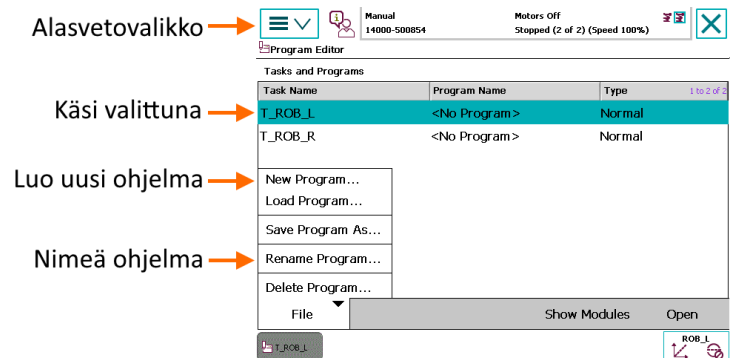 Alasvetovalikko
Manual
14000-500854
Motors Off
Stopped (2 of 2) (Speed 100%)
Program Editor
Tasks and Programs
Task Name Program Name Type 1 to 2 of 2
Käsi valittuna
T_ROB_L <No Program> Normal
T_ROB_R <No Program> Normal
Luo uusi ohjelma
New Program...
Load Program...
Save Program As...
Nimeä ohjelma
Rename Program...
Delete Program...
File Show Modules Open
T_ROB_L
ROB_L